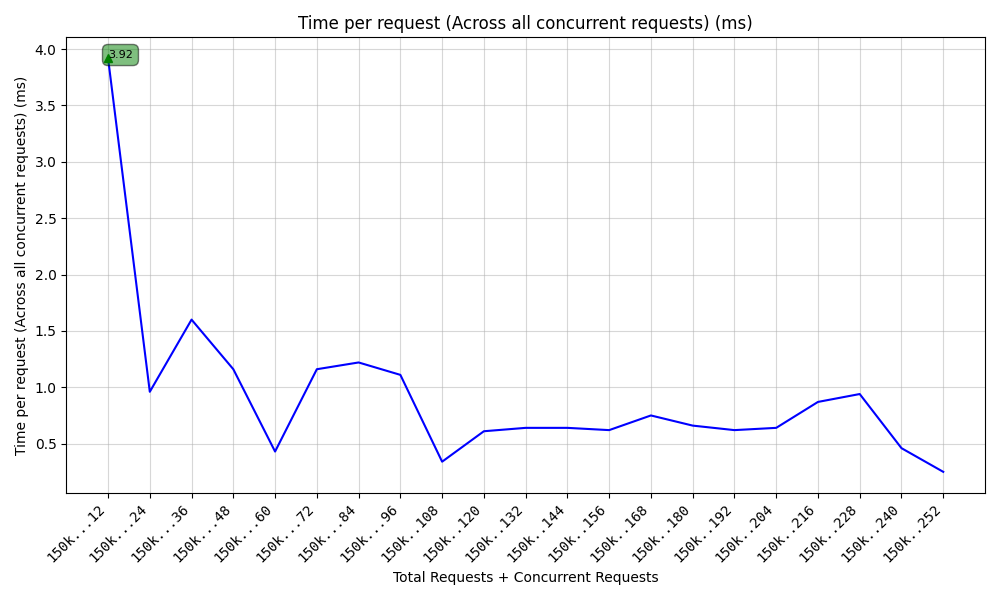 Time per request (Across all concurrent requests) (ms)
3.92
4.0
3.5
3.0
2.5
2.0
1.5
1.0
0.5
Time per request (Across all concurrent requests) (ms)
150k...12
150k...24
150k...36
150k...48
150k...60
150k...72
150k...84
150k...96
150k..108
150k..120
150k..132
150k..144
150k..156
150k..168
150k..180
150k..192
150k..204
150k..216
150k..228
150k..240
150k..252
Total Requests + Concurrent Requests